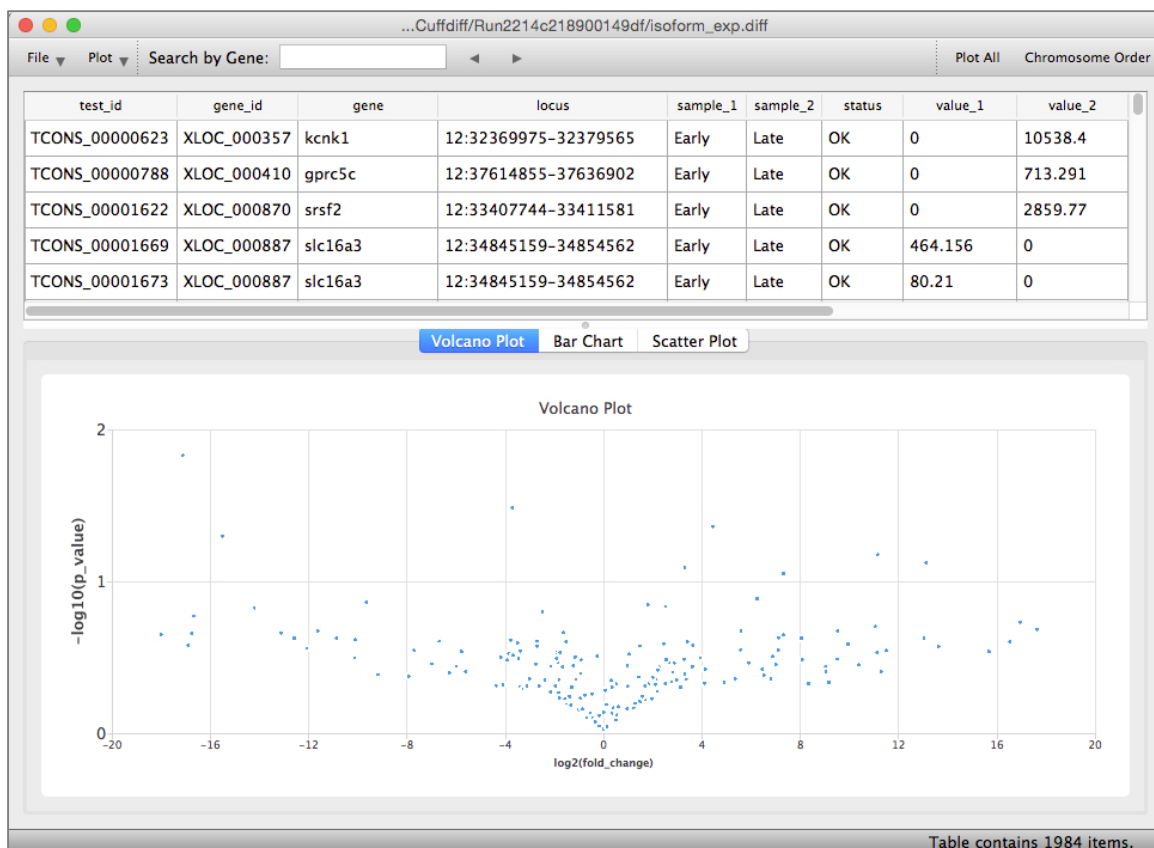 ...Cuffdiff/Run2214c218900149df/isoform_exp.diff
File Plot Search by Gene: Plot All Chromosome Order
test_id gene_id gene locus sample_1 sample_2 status value_1 value_2
TCONS_00000623 XLOC_000357 kcnk1 12:32369975-32379565 Early Late OK 0 10538.4
TCONS_00000788 XLOC_000410 gprc5c 12:37614855-37636902 Early Late OK 0 713.291
TCONS_00001622 XLOC_000870 srsf2 12:33407744-33411581 Early Late OK 0 2859.77
TCONS_00001669 XLOC_000887 slc16a3 12:34845159-34854562 Early Late OK 464.156 0
TCONS_00001673 XLOC_000887 slc16a3 12:34845159-34854562 Early Late OK 80.21 0
Volcano Plot Bar Chart Scatter Plot
Volcano Plot
2
1
0
-log10(p_value)
-20 -16 -12 -8 -4 0 4 8 12 16 20
log2(fold_change)
Table contains 1984 items.